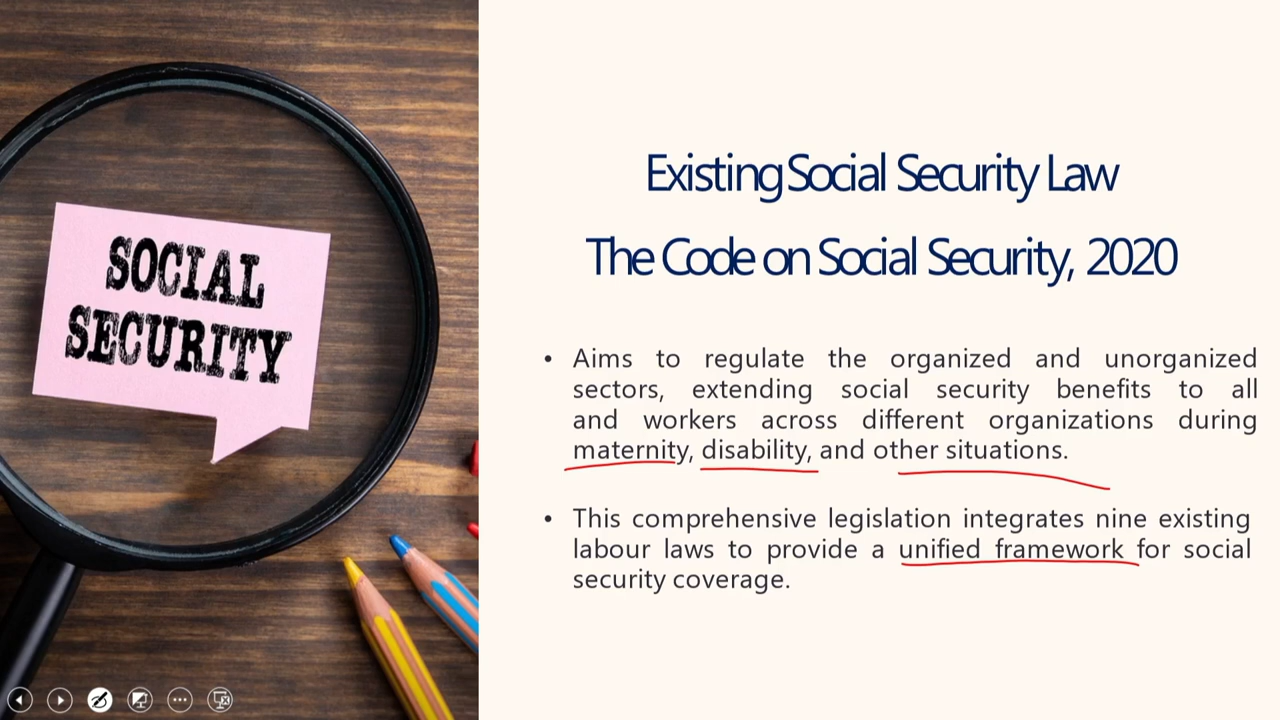 SOCIAL
SECURITY
Existing Social Security Law
The Code on Social Security, 2020
• Aims to regulate the organized and unorganized
sectors, extending social security benefits to all
and workers across different organizations during
maternity, disability, and other situations.
• This comprehensive legislation integrates nine existing
labour laws to provide a unified framework for social
security coverage.